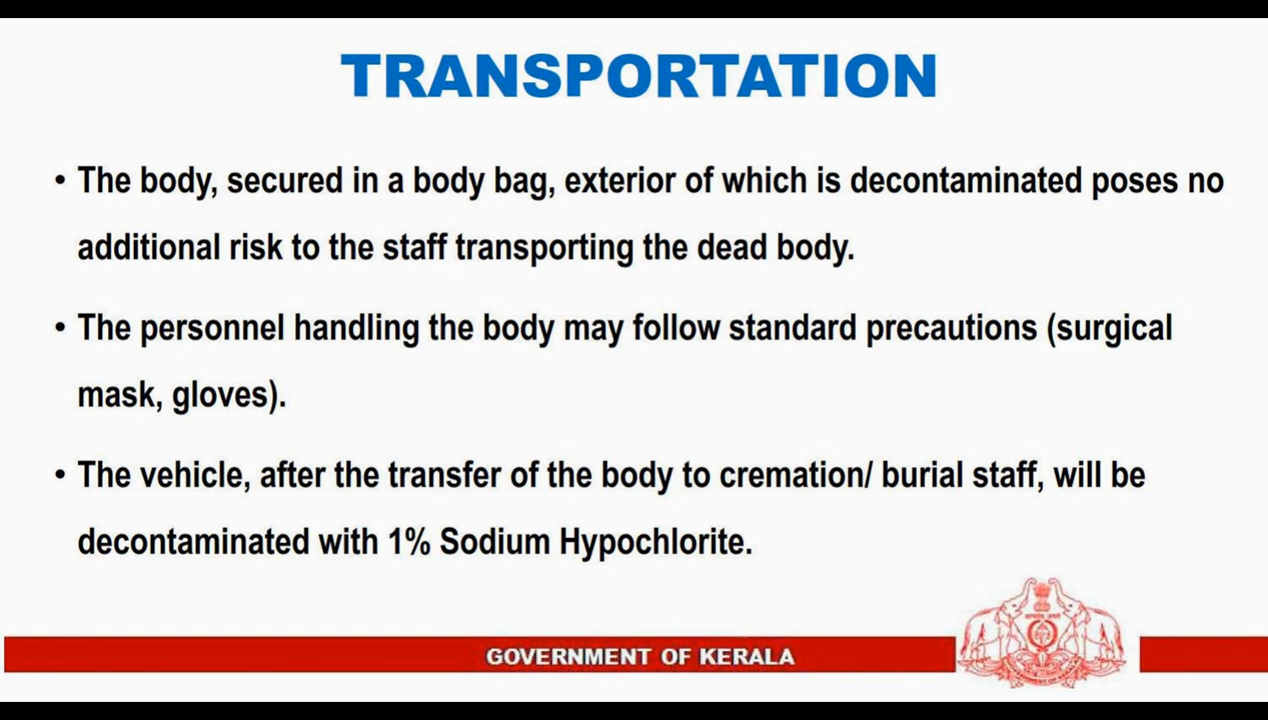 TRANSPORTATION
• The body, secured in a body bag, exterior of which is decontaminated poses no
additional risk to the staff transporting the dead body.
• The personnel handling the body may follow standard precautions (surgical
mask, gloves).
• The vehicle, after the transfer of the body to cremation/ burial staff, will be
decontaminated with 1% Sodium Hypochlorite.
GOVERNMENT OF KERALA